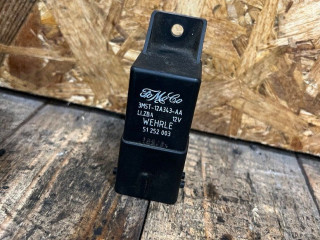 FoMoCo
3M5T-12A343-AA
LLZBA 12V
WEHRLE
51 252 003